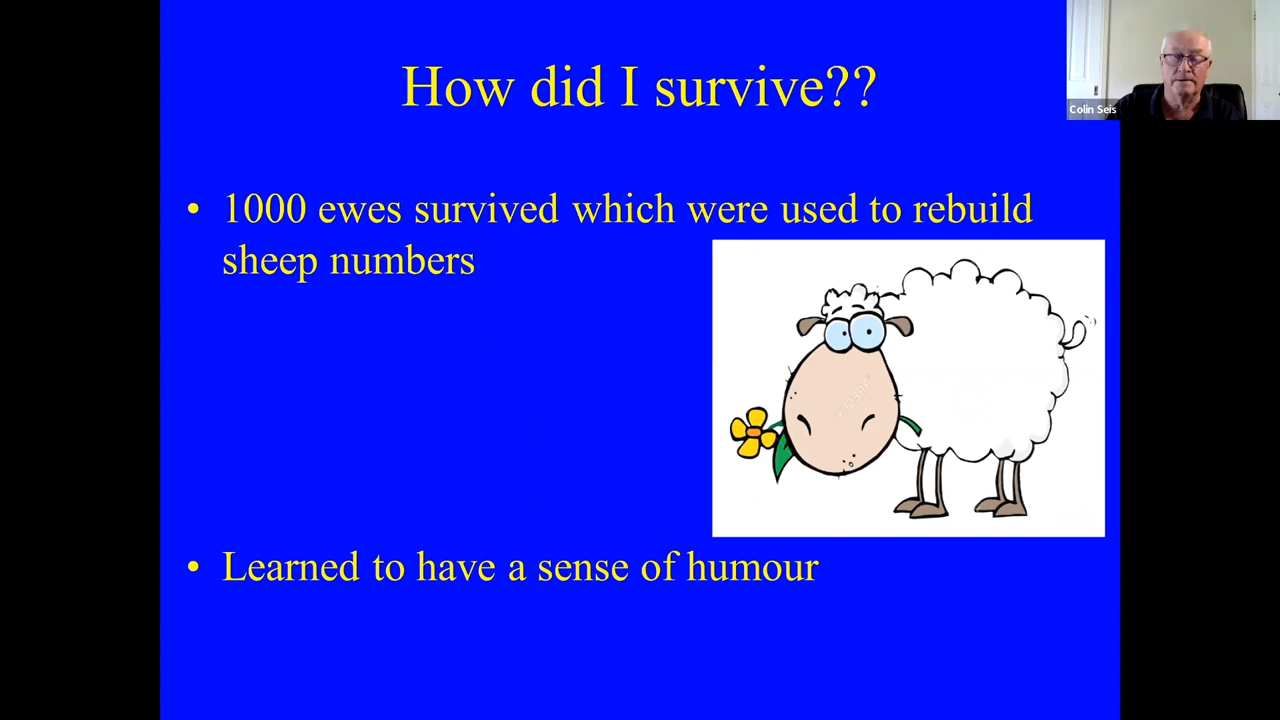 How did I survive??
Colin Seis
• 1000 ewes survived which were used to rebuild
sheep numbers
• Learned to have a sense of humour